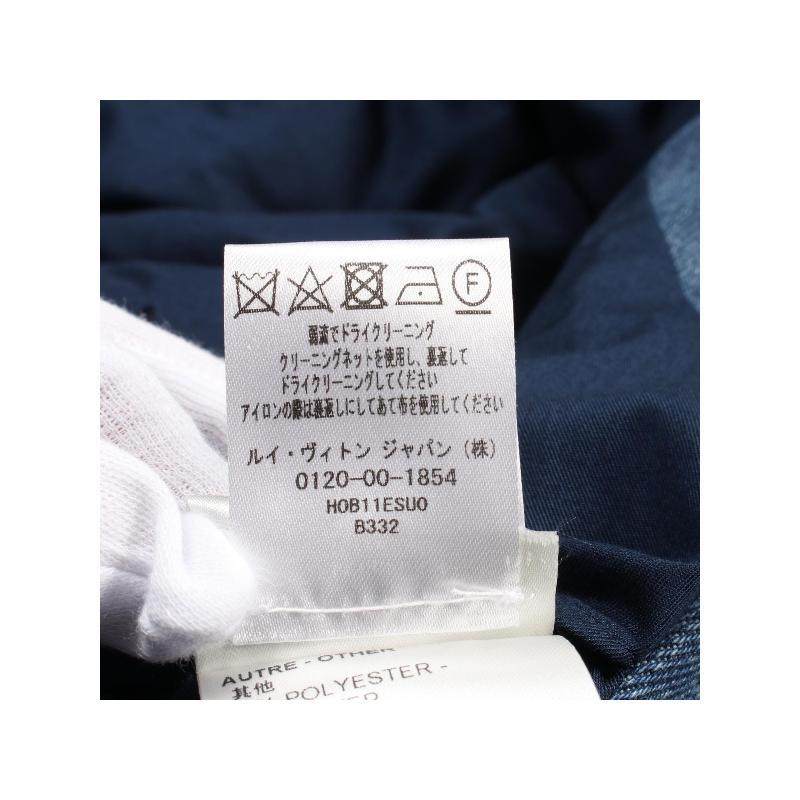 F
弱流でドライクリーニング
クリーニングネットを使用し、裏返して
ドライクリーニングしてください
アイロンの際は裏返しにしてあて布を使用してください
ルイ・ヴィトン ジャパン (株)
0120-00-1854
H0B11ESU0
B332
AUTRE - OTHER
其他
POLYESTER -